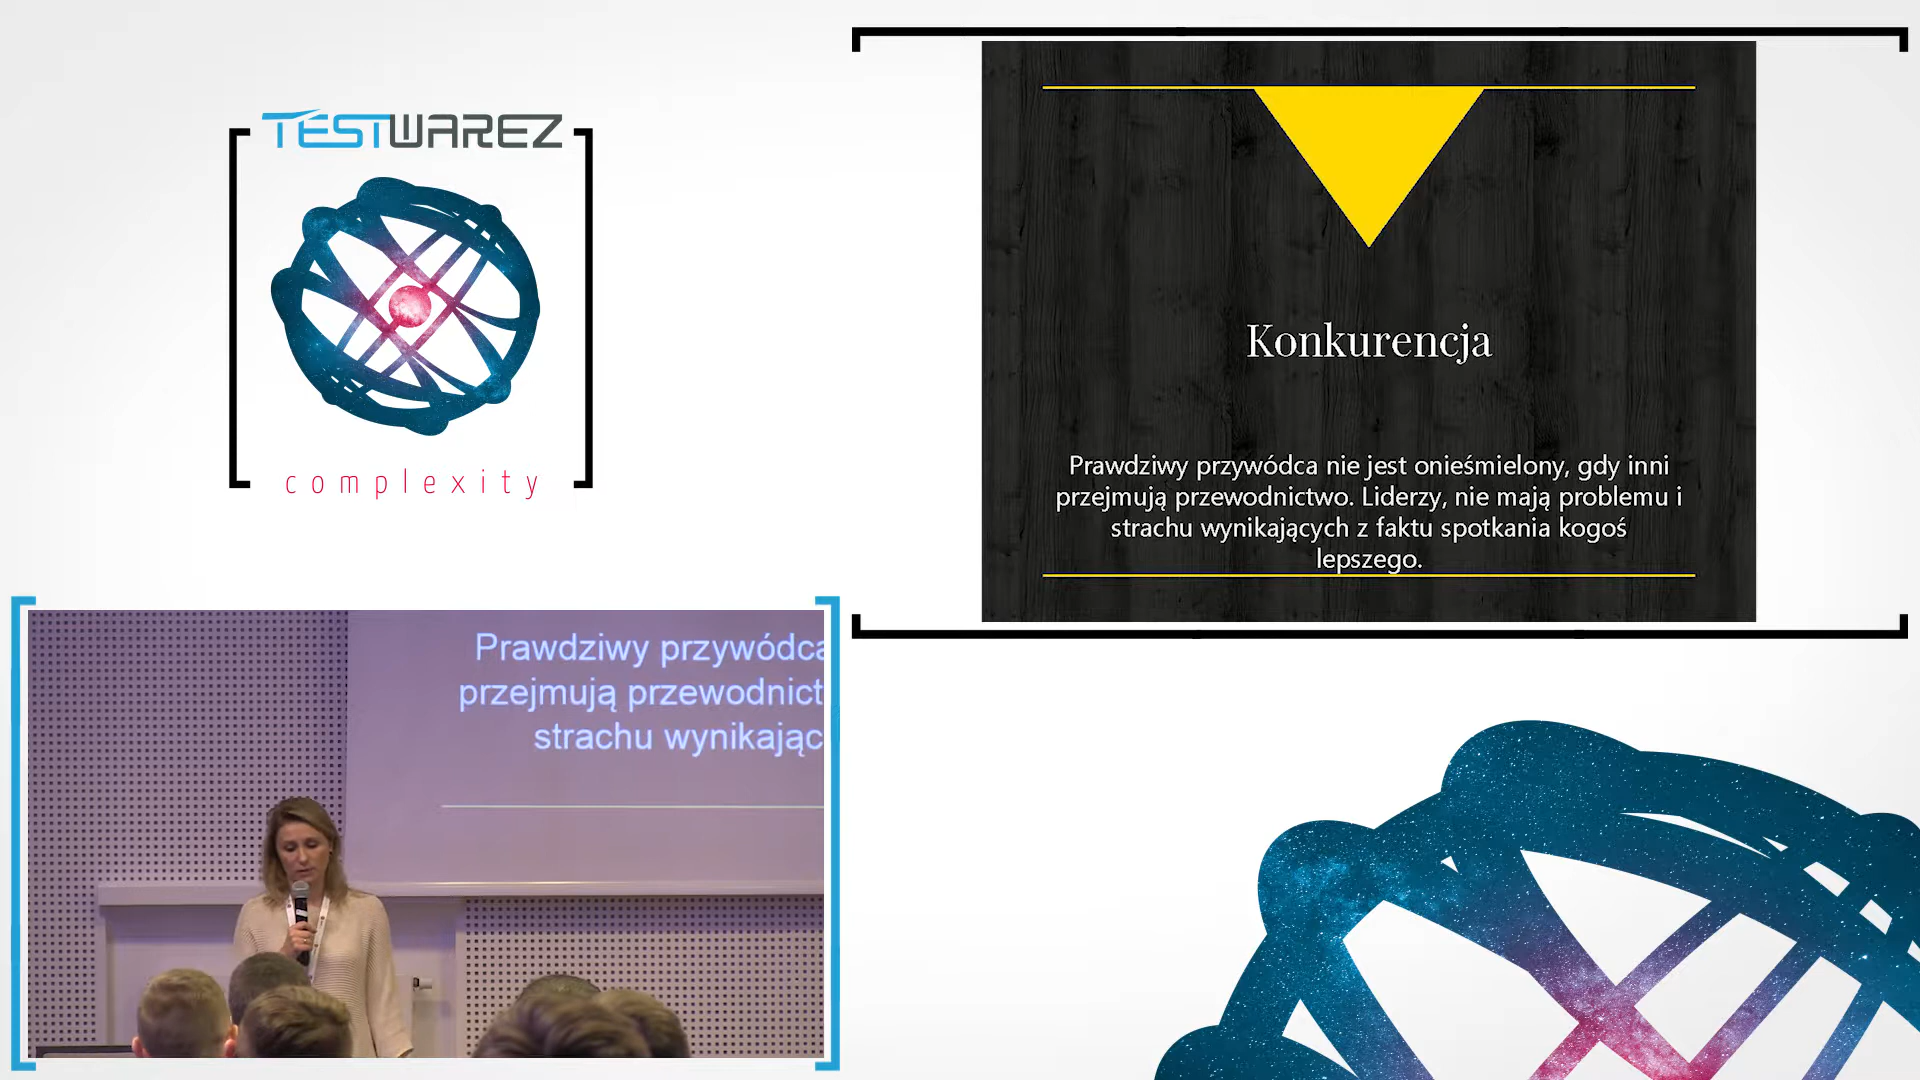 TESTWAREZ
complexity
Konkurencja
Prawdziwy przywódca nie jest onieśmielony, gdy inni
przejmują przewodnictwo. Liderzy, nie mają problemu i
strachu wynikających z faktu spotkania kogoś
lepszego.
Prawdziwy przywódca
przejmują przewodnict
strachu wynikając